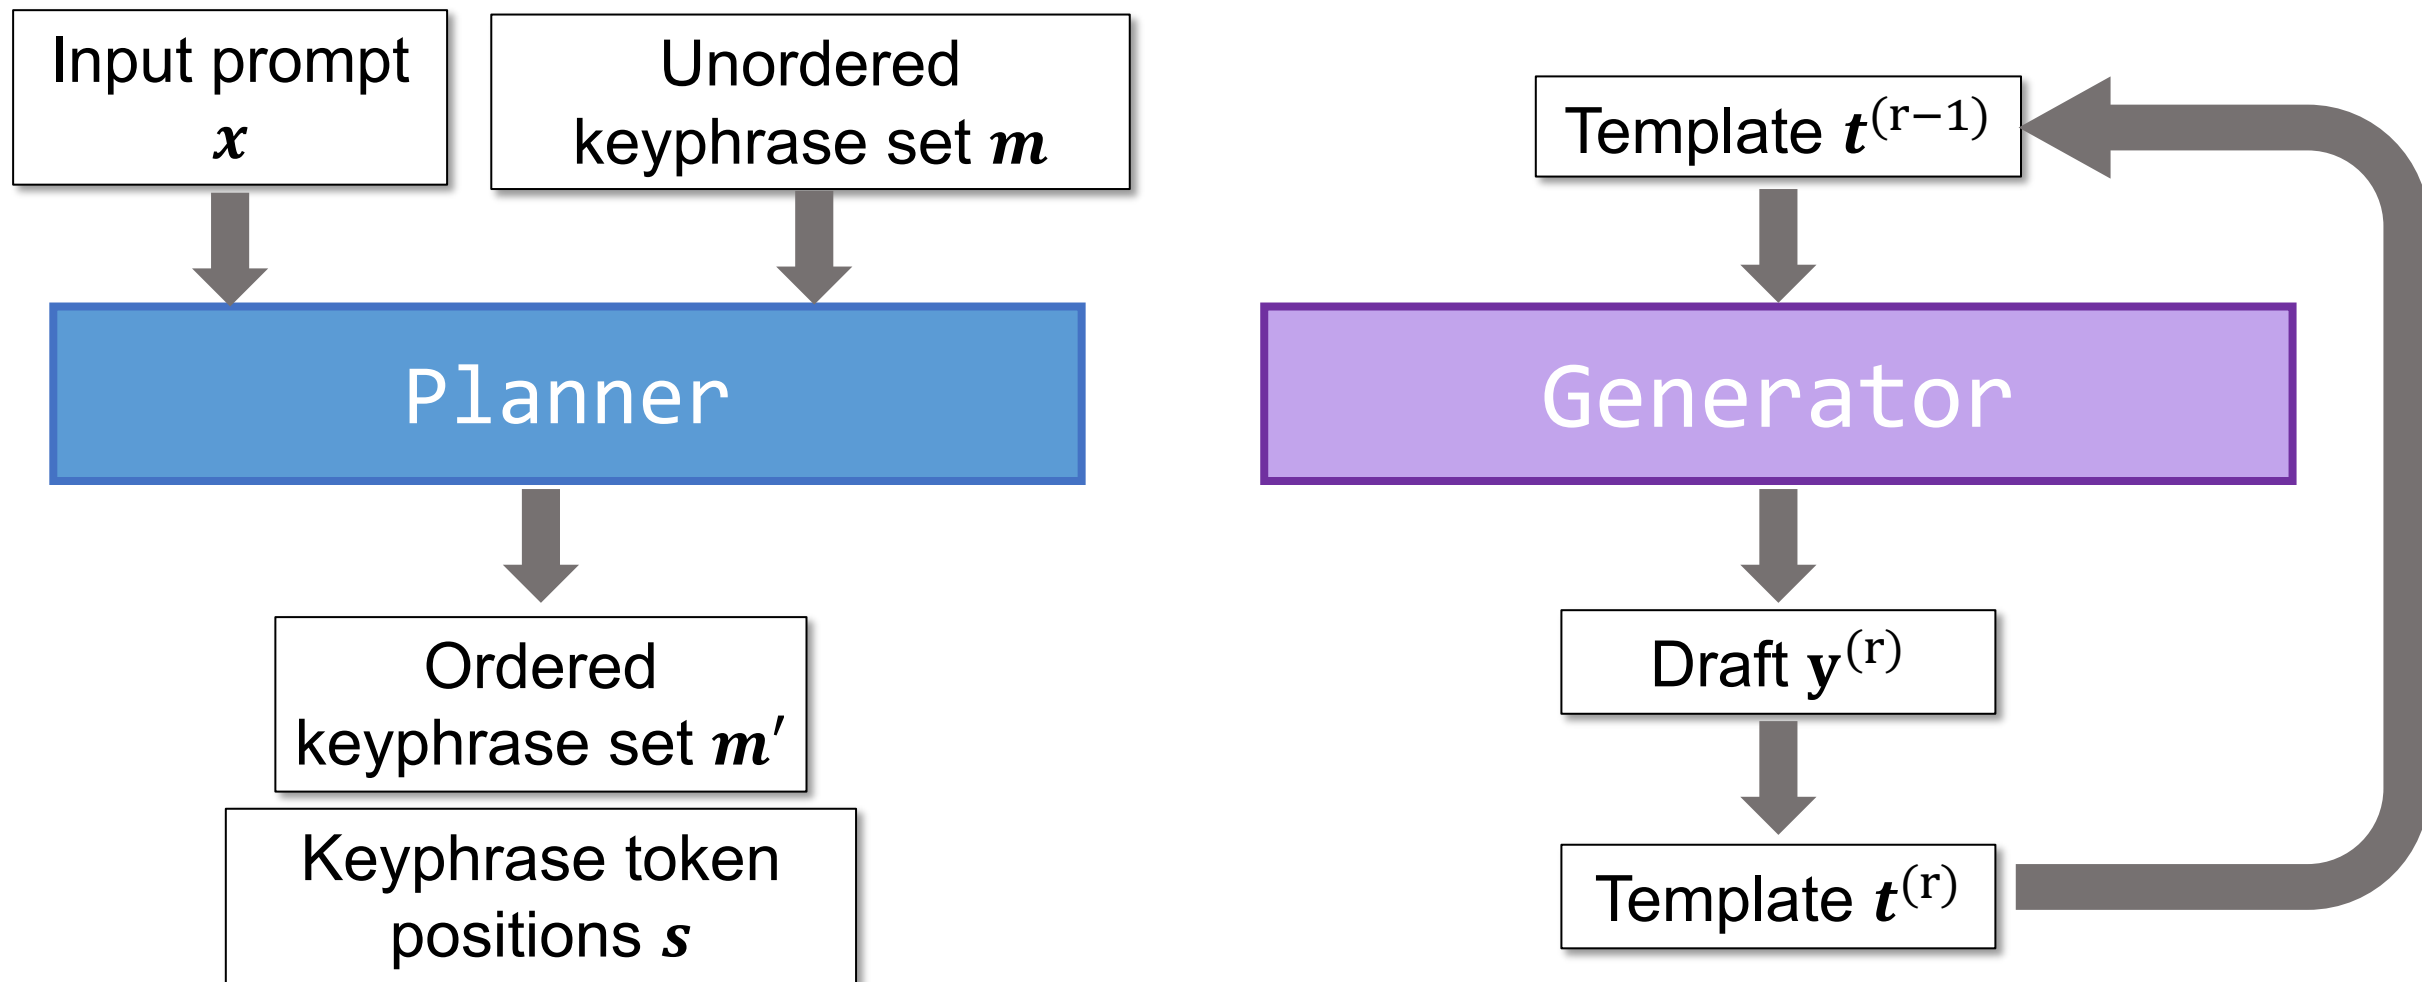 Input prompt
x
Unordered
keyphrase set m
Planner
Ordered
keyphrase set m′
Keyphrase token
positions s
Template t^(r−1)
Generator
Draft y^(r)
Template t^(r)